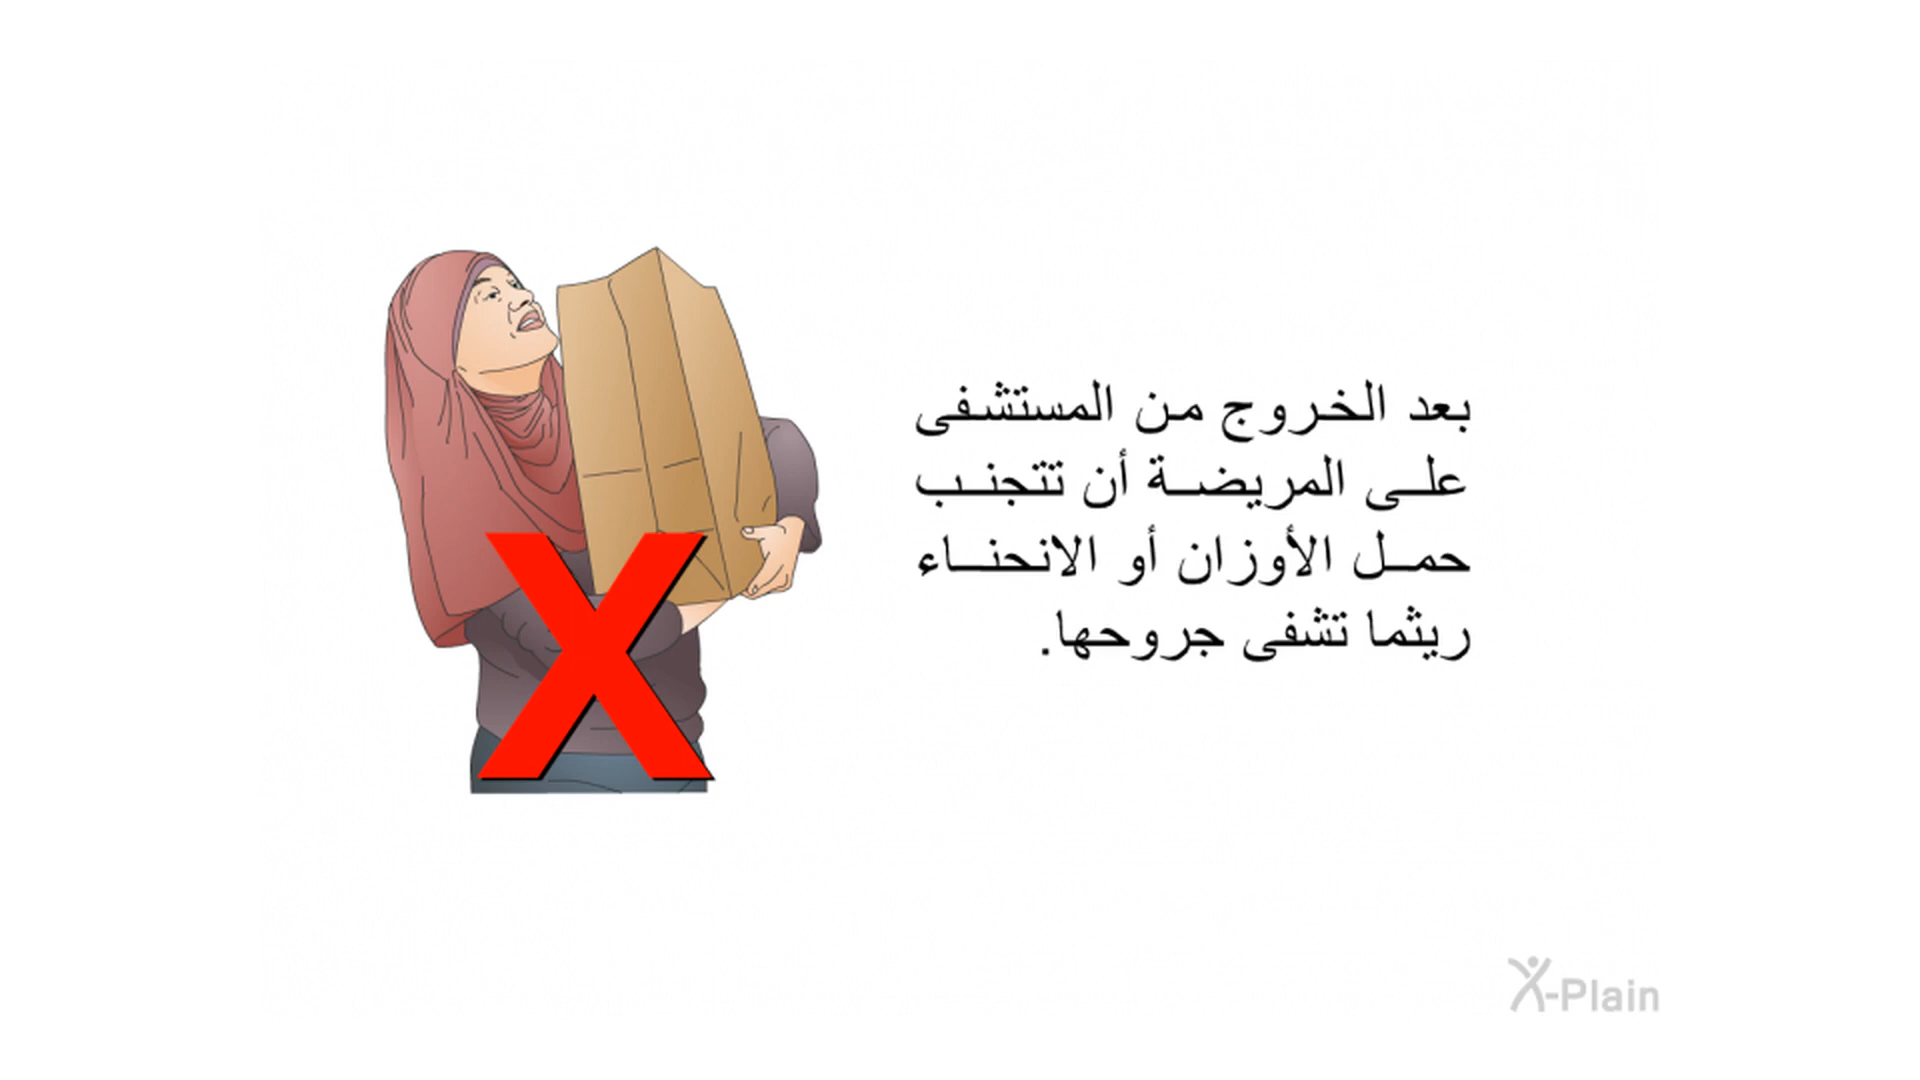 بعد الخروج من المستشفى
على المريضة أن تتجنب
حمل الأوزان أو الانحناء
ريثما تشفى جروحها.
X
X-Plain